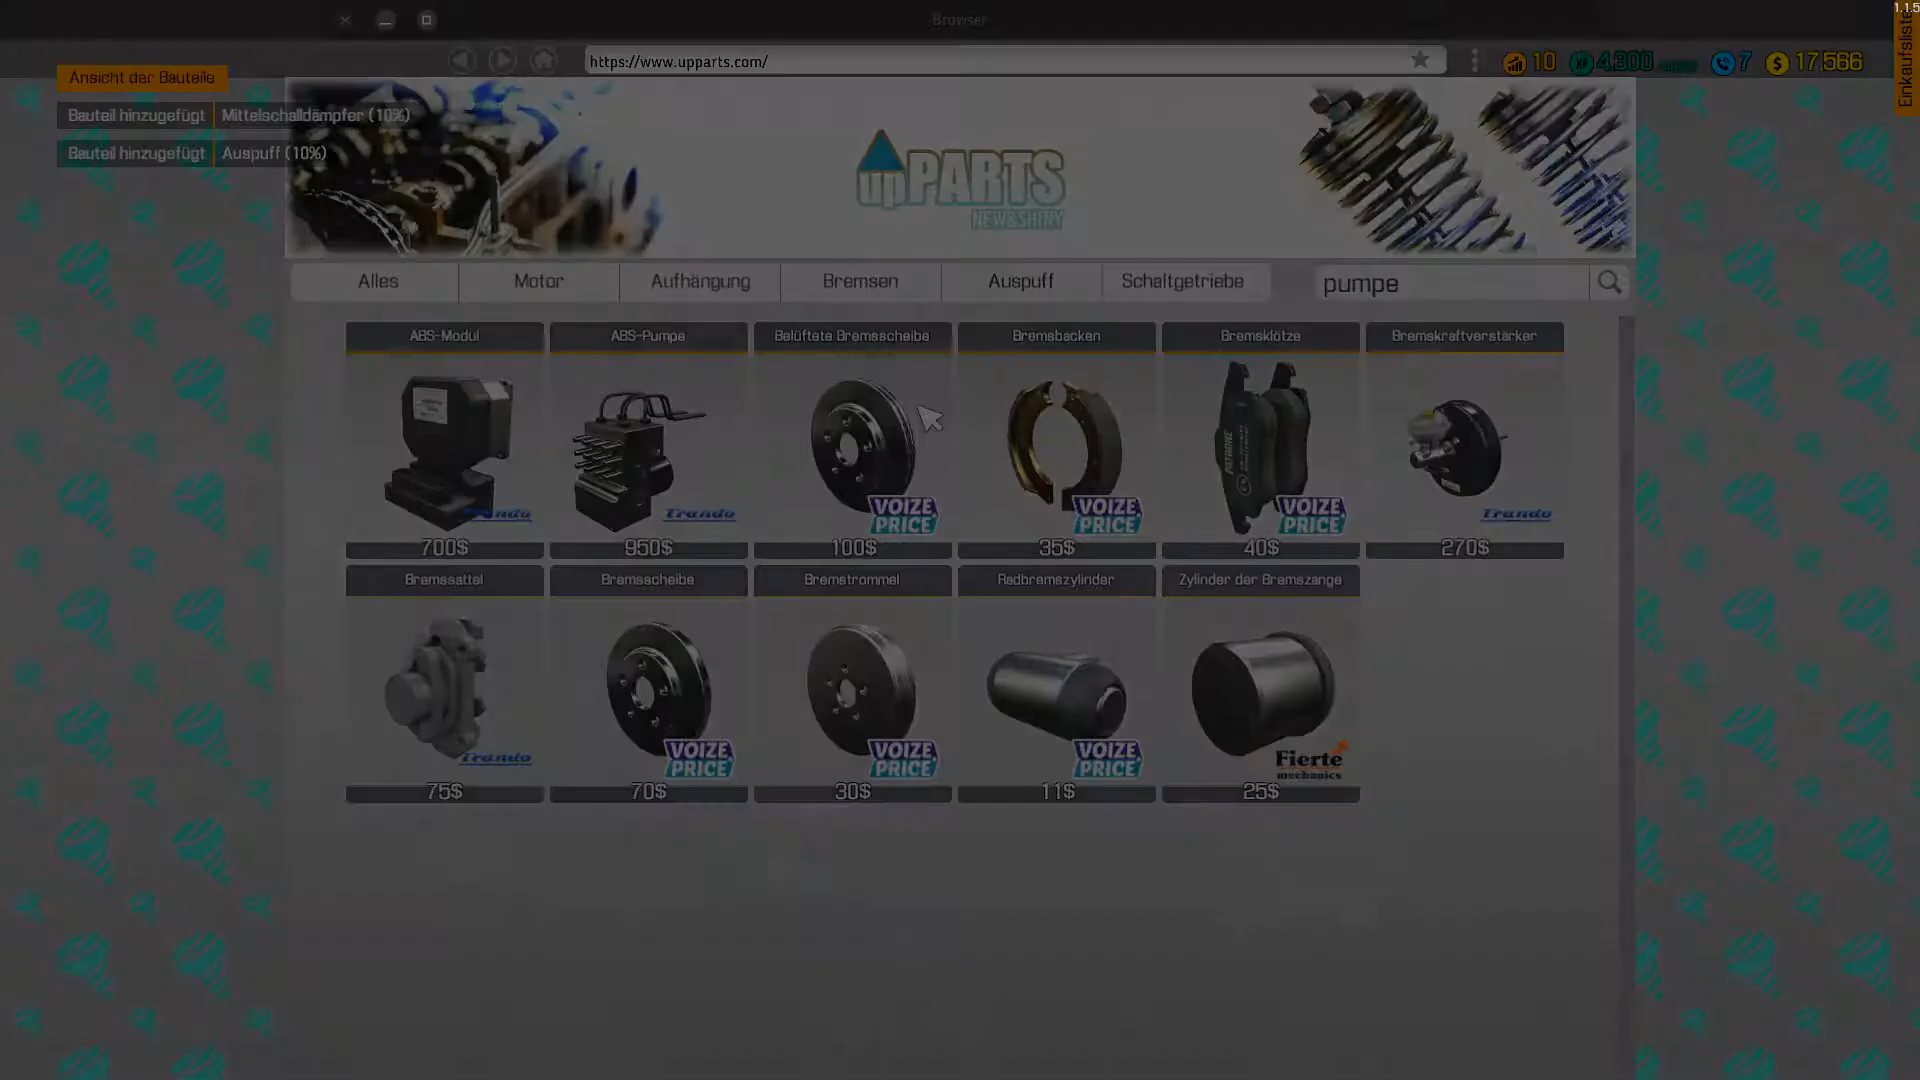 1.1.5
Browser
https://www.upparts.com/
10
4,300
7
17,566
Einkaufsliste
Ansicht der Bauteile
Bauteil hinzugefügt Mittelschalldämpfer (10%)
Bauteil hinzugefügt Auspuff (10%)
upPARTS
NEW&SHINY
Alles Motor Aufhängung Bremsen Auspuff Schaltgetriebe pumpe
ABS-Modul ABS-Pumpe Belüftete Bremsscheibe Bremsbacken Bremsklötze Bremskraftverstärker
Trando Trando VOIZE PRICE VOIZE PRICE VOIZE PRICE Trando
700$ 950$ 100$ 35$ 40$ 270$
Bremssattel Bremsscheibe Bremstrommel Radbremszylinder Zylinder der Bremszange
Trando VOIZE PRICE VOIZE PRICE VOIZE PRICE Fierte mechanics
75$ 70$ 30$ 11$ 25$